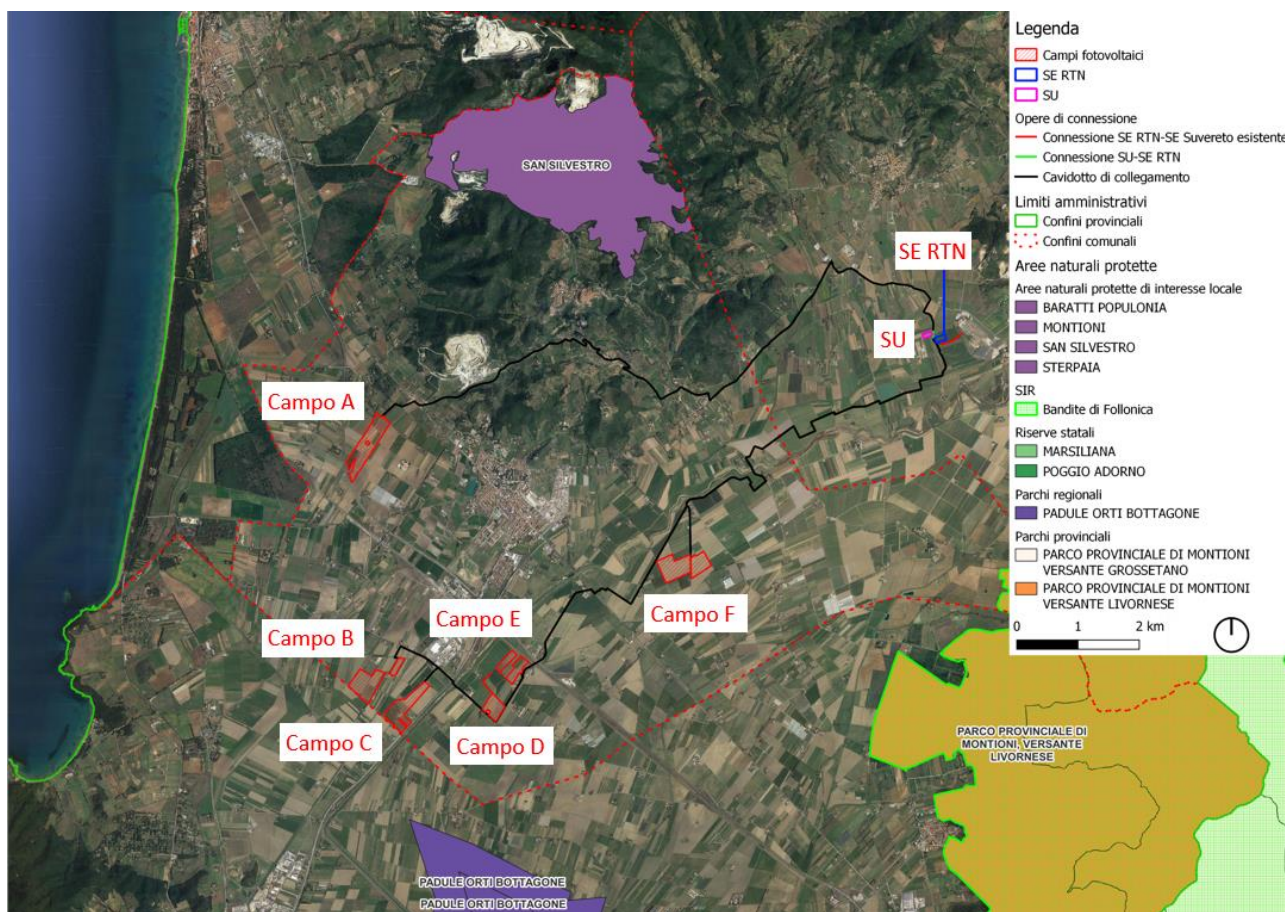 SAN SILVESTRO
SE RTN
SU
Campo A
Campo E
Campo F
Campo B
Campo C
Campo D
PARCO PROVINCIALE DI
MONTIONI, VERSANTE
LIVORNESE
PADULE ORTI BOTTAGONE
PADULE ORTI BOTTAGONE
Legenda
Campi fotovoltaici
SE RTN
SU
Opere di connessione
Connessione SE RTN-SE Suvereto esistente
Connessione SU-SE RTN
Cavidotto di collegamento
Limiti amministrativi
Confini provinciali
Confini comunali
Aree naturali protette
Aree naturali protette di interesse locale
BARATTI POPULONIA
MONTIONI
SAN SILVESTRO
STERPAIA
SIR
Bandite di Follonica
Riserve statali
MARSILIANA
POGGIO ADORNO
Parchi regionali
PADULE ORTI BOTTAGONE
Parchi provinciali
PARCO PROVINCIALE DI MONTIONI
VERSANTE GROSSETANO
PARCO PROVINCIALE DI MONTIONI
VERSANTE LIVORNESE
0 1 2 km